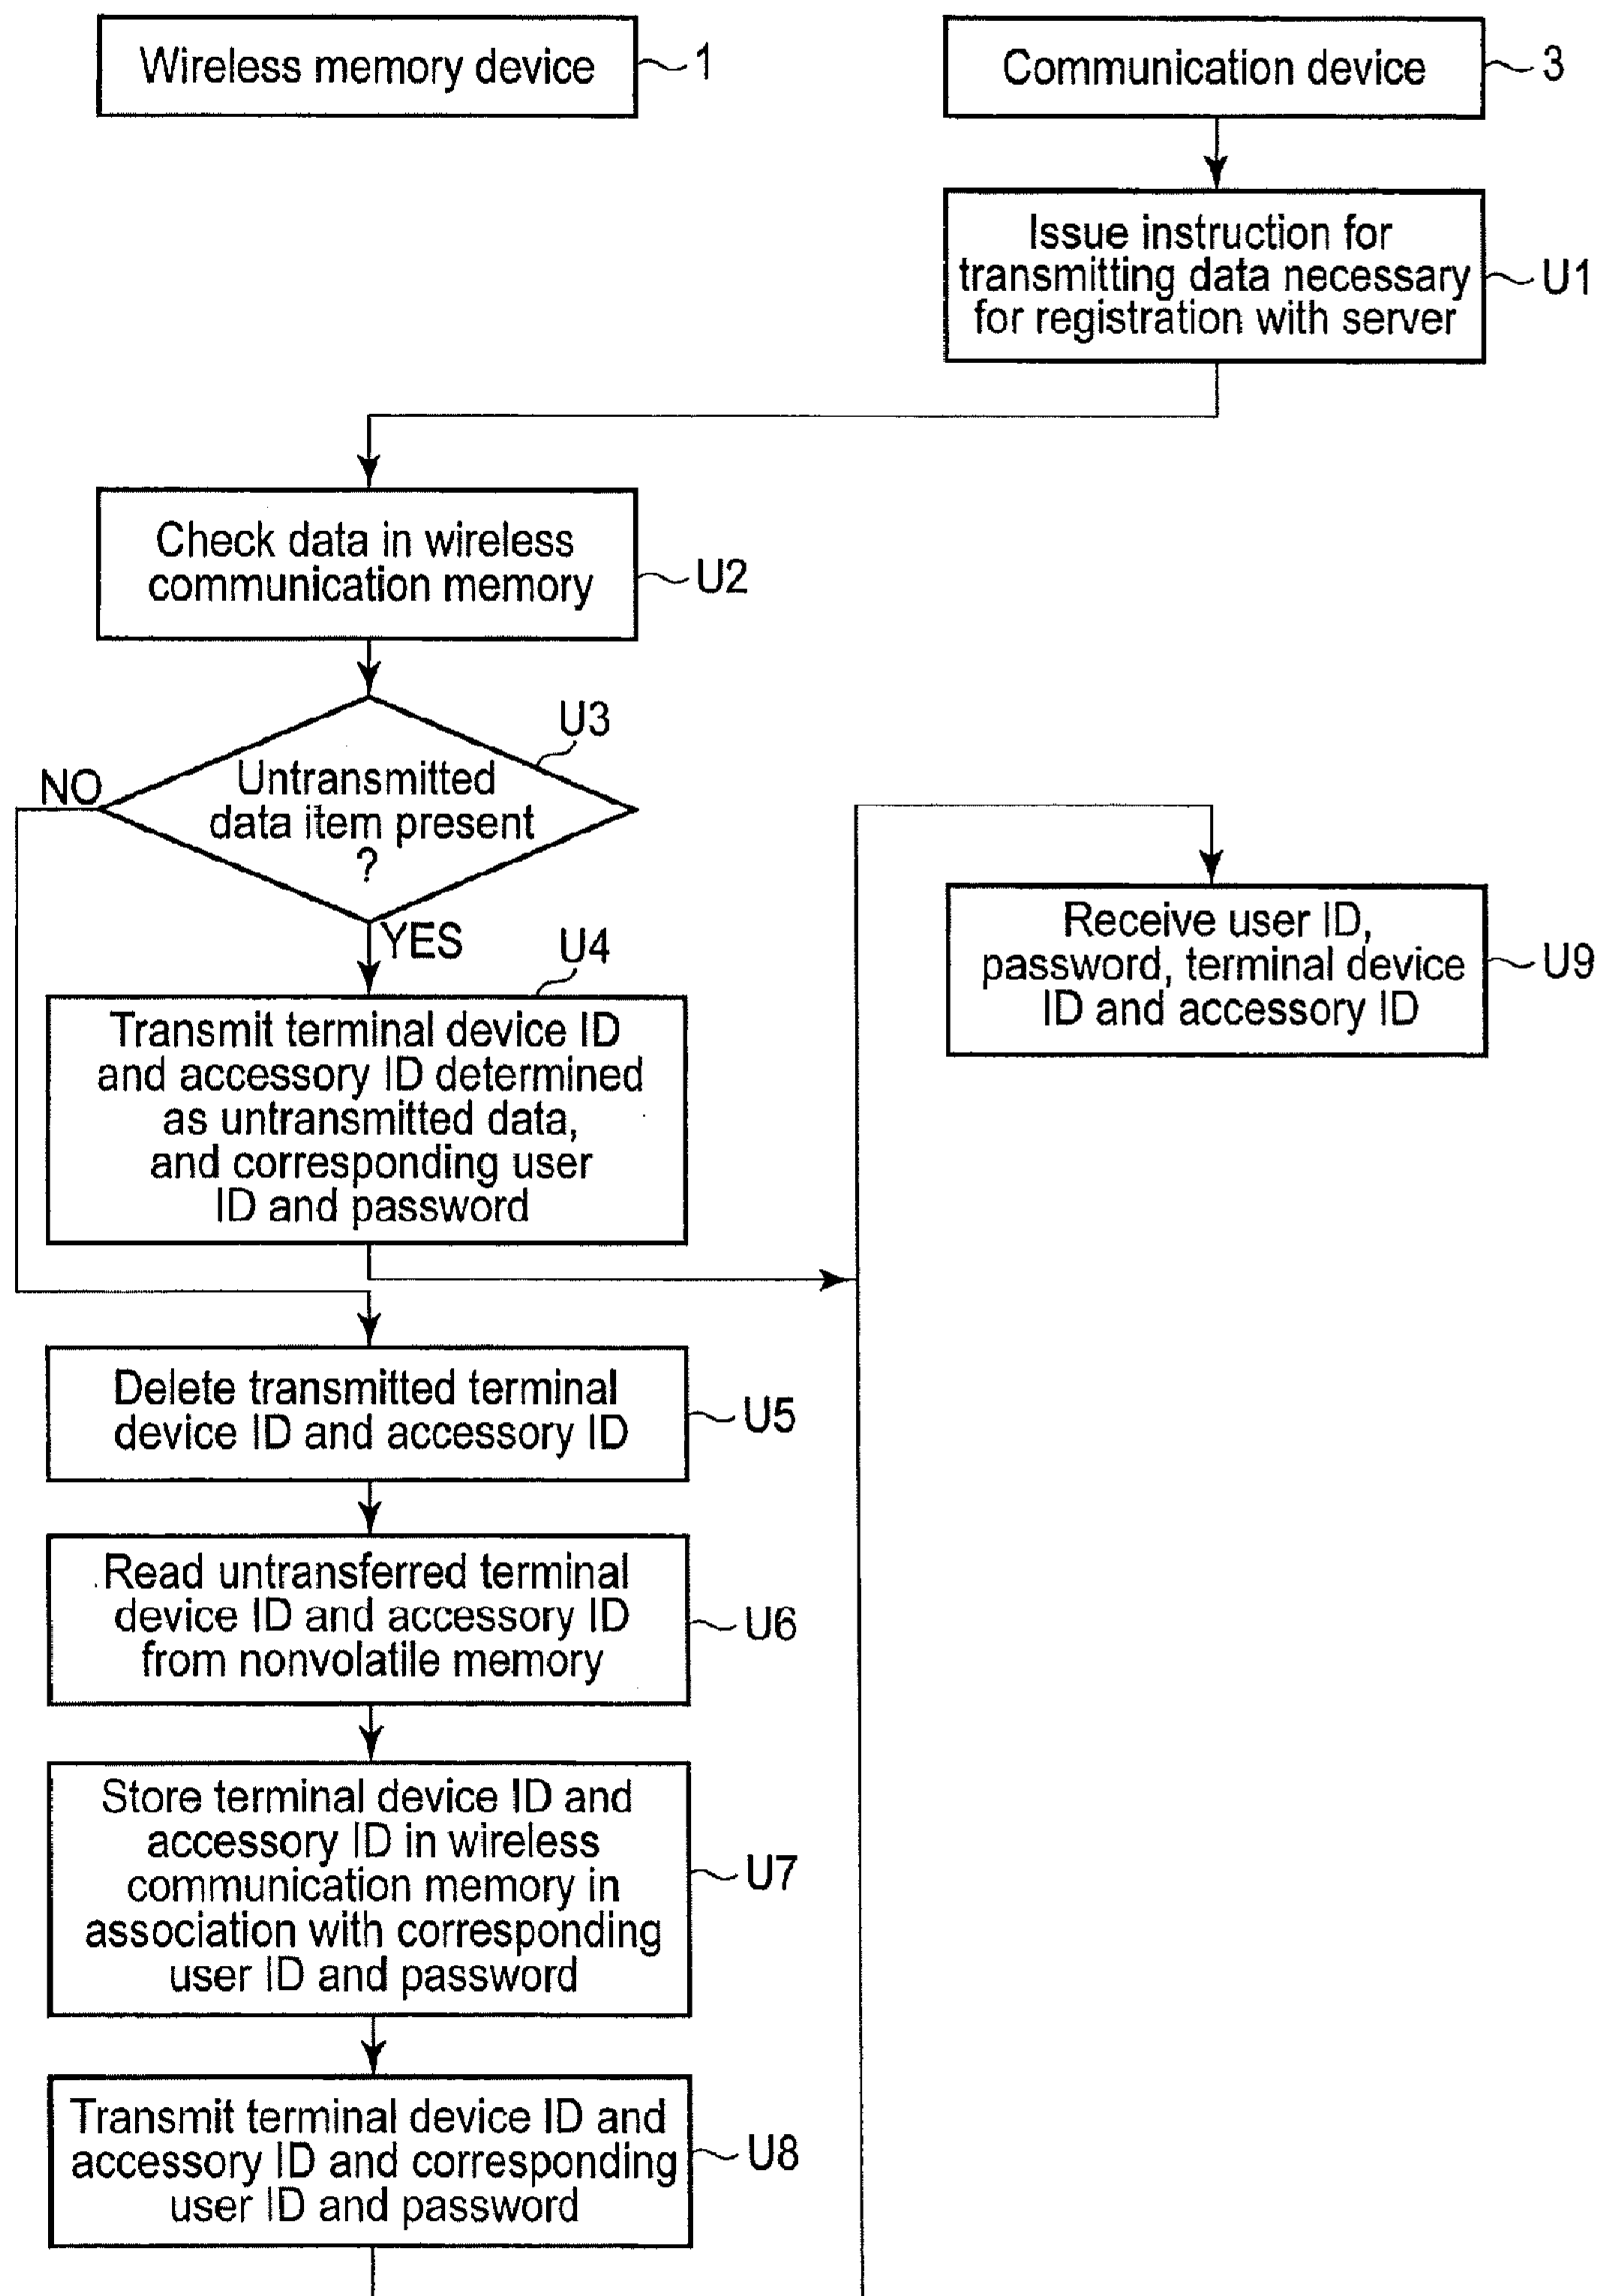 Wireless memory device
1
Communication device
3
Issue instruction for
transmitting data necessary
for registration with server
U1
Check data in wireless
communication memory
U2
U3
NO
Untransmitted
data item present
?
YES
U4
Transmit terminal device ID
and accessory ID determined
as untransmitted data,
and corresponding user
ID and password
Receive user ID,
password, terminal device
ID and accessory ID
U9
Delete transmitted terminal
device ID and accessory ID
U5
Read untransferred terminal
device ID and accessory ID
from nonvolatile memory
U6
Store terminal device ID and
accessory ID in wireless
communication memory in
association with corresponding
user ID and password
U7
Transmit terminal device ID and
accessory ID and corresponding
user ID and password
U8